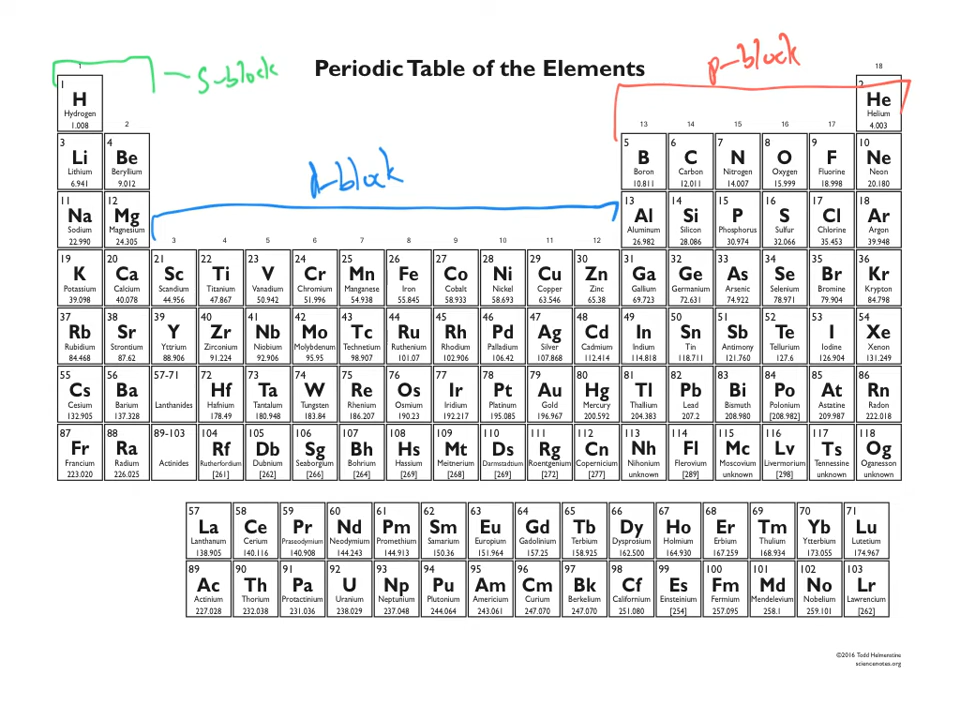 1 s-block Periodic Table of the Elements p-block 18
1 H Hydrogen 1.008 2 13 14 15 16 17 2 He Helium 4.003
3 Li Lithium 6.941 4 Be Beryllium 9.012 5 B Boron 10.811 6 C Carbon 12.011 7 N Nitrogen 14.007 8 O Oxygen 15.999 9 F Fluorine 18.998 10 Ne Neon 20.180
d-block
11 Na Sodium 22.990 12 Mg Magnesium 24.305 3 4 5 6 7 8 9 10 11 12 13 Al Aluminum 26.982 14 Si Silicon 28.086 15 P Phosphorus 30.974 16 S Sulfur 32.066 17 Cl Chlorine 35.453 18 Ar Argon 39.948
19 K Potassium 39.098 20 Ca Calcium 40.078 21 Sc Scandium 44.956 22 Ti Titanium 47.867 23 V Vanadium 50.942 24 Cr Chromium 51.996 25 Mn Manganese 54.938 26 Fe Iron 55.845 27 Co Cobalt 58.933 28 Ni Nickel 58.693 29 Cu Copper 63.546 30 Zn Zinc 65.38 31 Ga Gallium 69.723 32 Ge Germanium 72.631 33 As Arsenic 74.922 34 Se Selenium 78.971 35 Br Bromine 79.904 36 Kr Krypton 84.798
37 Rb Rubidium 84.468 38 Sr Strontium 87.62 39 Y Yttrium 88.906 40 Zr Zirconium 91.224 41 Nb Niobium 92.906 42 Mo Molybdenum 95.95 43 Tc Technetium 98.907 44 Ru Ruthenium 101.07 45 Rh Rhodium 102.906 46 Pd Palladium 106.42 47 Ag Silver 107.868 48 Cd Cadmium 112.414 49 In Indium 114.818 50 Sn Tin 118.711 51 Sb Antimony 121.760 52 Te Tellurium 127.6 53 I Iodine 126.904 54 Xe Xenon 131.249
55 Cs Cesium 132.905 56 Ba Barium 137.328 57-71 Lanthanides 72 Hf Hafnium 178.49 73 Ta Tantalum 180.948 74 W Tungsten 183.84 75 Re Rhenium 186.207 76 Os Osmium 190.23 77 Ir Iridium 192.217 78 Pt Platinum 195.085 79 Au Gold 196.967 80 Hg Mercury 200.592 81 Tl Thallium 204.383 82 Pb Lead 207.2 83 Bi Bismuth 208.980 84 Po Polonium [208.982] 85 At Astatine 209.987 86 Rn Radon 222.018
87 Fr Francium 223.020 88 Ra Radium 226.025 89-103 Actinides 104 Rf Rutherfordium [261] 105 Db Dubnium [262] 106 Sg Seaborgium [266] 107 Bh Bohrium [264] 108 Hs Hassium [269] 109 Mt Meitnerium [268] 110 Ds Darmstadtium [269] 111 Rg Roentgenium [272] 112 Cn Copernicium [277] 113 Nh Nihonium unknown 114 Fl Flerovium [289] 115 Mc Moscovium unknown 116 Lv Livermorium [298] 117 Ts Tennessine unknown 118 Og Oganesson unknown
57 La Lanthanum 138.905 58 Ce Cerium 140.116 59 Pr Praseodymium 140.908 60 Nd Neodymium 144.243 61 Pm Promethium 144.913 62 Sm Samarium 150.36 63 Eu Europium 151.964 64 Gd Gadolinium 157.25 65 Tb Terbium 158.925 66 Dy Dysprosium 162.500 67 Ho Holmium 164.930 68 Er Erbium 167.259 69 Tm Thulium 168.934 70 Yb Ytterbium 173.055 71 Lu Lutetium 174.967
89 Ac Actinium 227.028 90 Th Thorium 232.038 91 Pa Protactinium 231.036 92 U Uranium 238.029 93 Np Neptunium 237.048 94 Pu Plutonium 244.064 95 Am Americium 243.061 96 Cm Curium 247.070 97 Bk Berkelium 247.070 98 Cf Californium 251.080 99 Es Einsteinium [254] 100 Fm Fermium 257.095 101 Md Mendelevium 258.1 102 No Nobelium 259.101 103 Lr Lawrencium [262]
©2016 Todd Helmenstine
sciencenotes.org